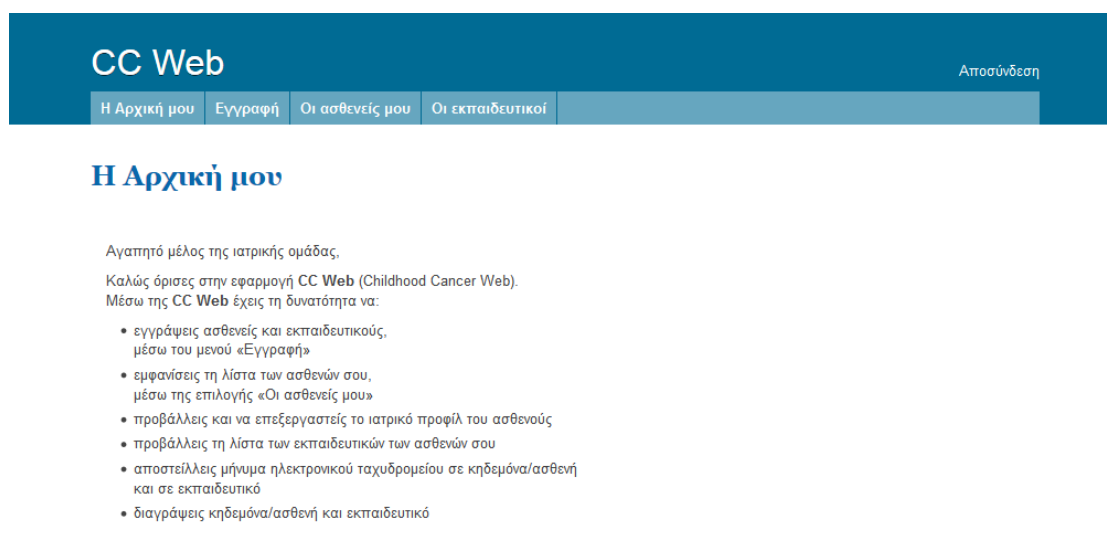 CC Web
Αποσύνδεση
Η Αρχική μου Εγγραφή Οι ασθενείς μου Οι εκπαιδευτικοί
Η Αρχική μου
Αγαπητό μέλος της ιατρικής ομάδας,
Καλώς όρισες στην εφαρμογή CC Web (Childhood Cancer Web).
Μέσω της CC Web έχεις τη δυνατότητα να:
• εγγράψεις ασθενείς και εκπαιδευτικούς,
μέσω του μενού «Εγγραφή»
• εμφανίσεις τη λίστα των ασθενών σου,
μέσω της επιλογής «Οι ασθενείς μου»
• προβάλλεις και να επεξεργαστείς το ιατρικό προφίλ του ασθενούς
• προβάλλεις τη λίστα των εκπαιδευτικών των ασθενών σου
• αποστείλλεις μήνυμα ηλεκτρονικού ταχυδρομείου σε κηδεμόνα/ασθενή
και σε εκπαιδευτικό
• διαγράψεις κηδεμόνα/ασθενή και εκπαιδευτικό